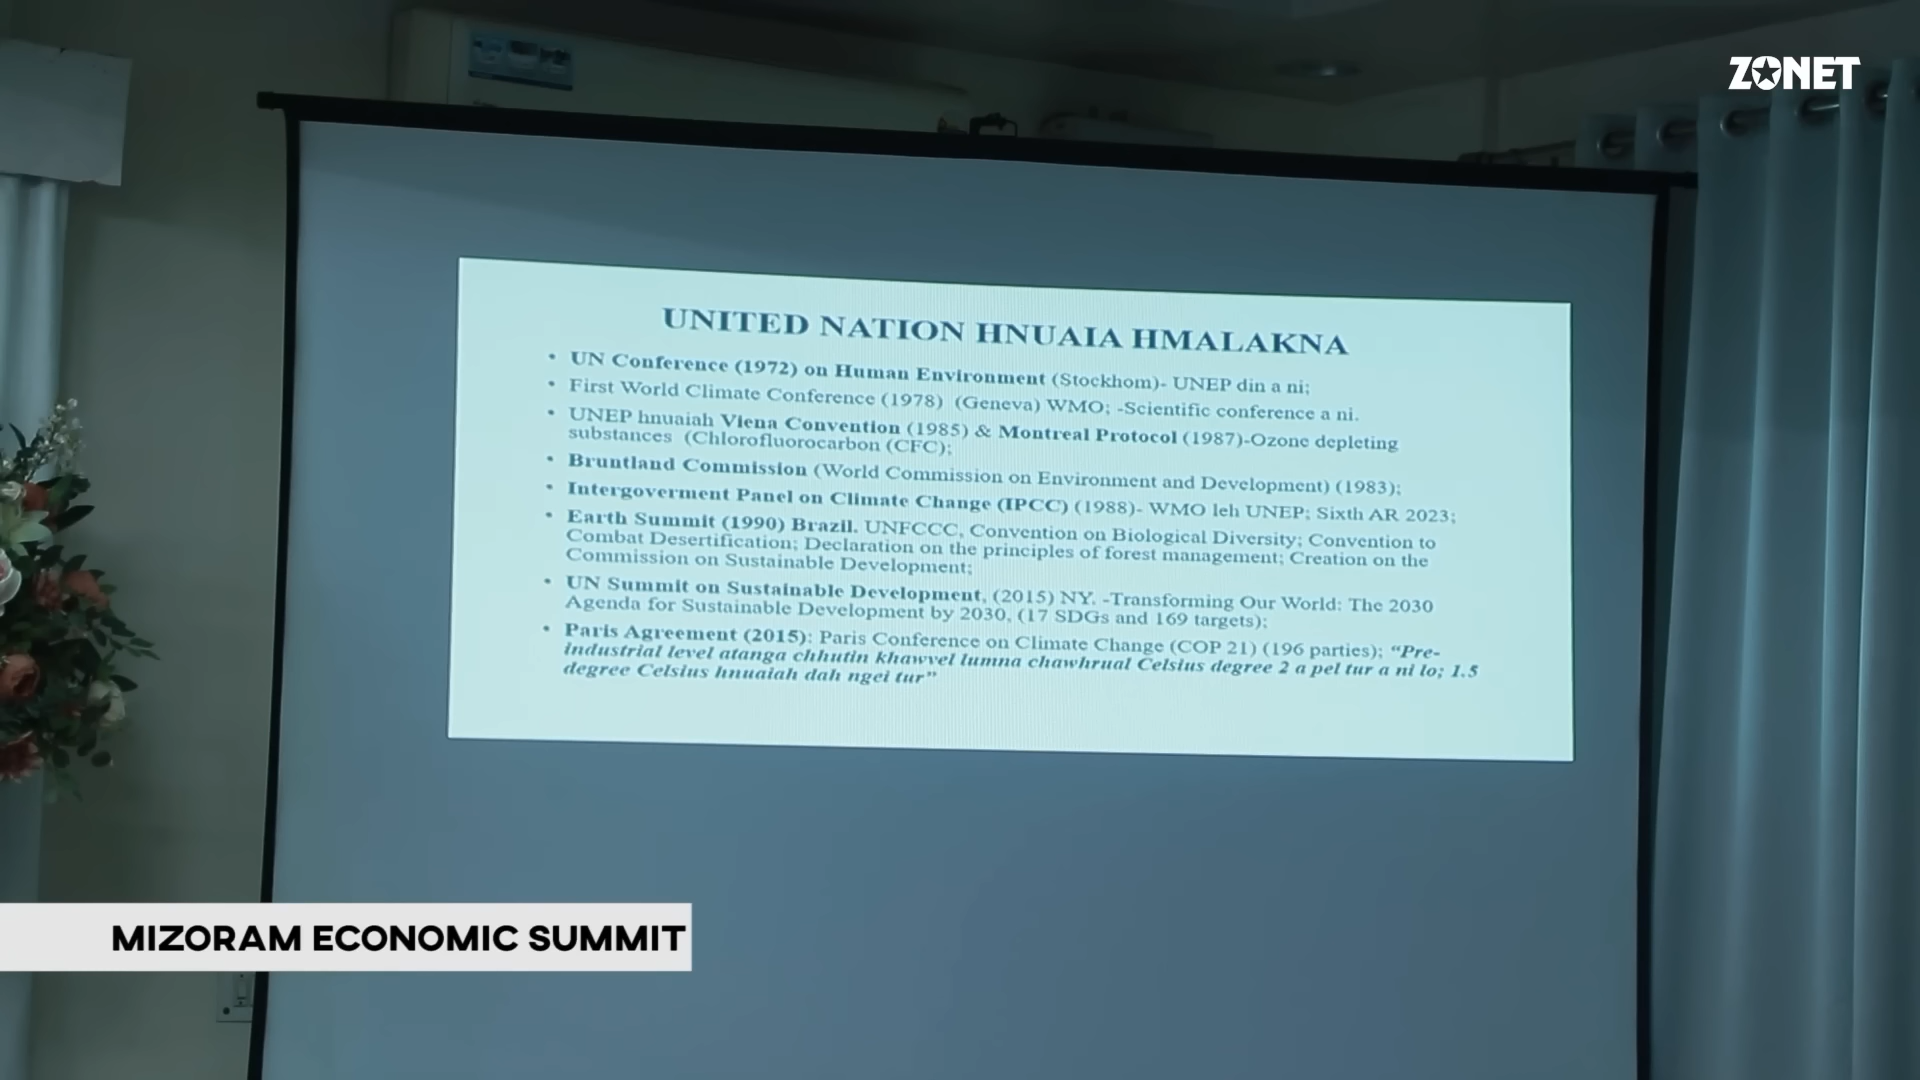 ZONET
UNITED NATION HNUAIA HMALAKNA
• UN Conference (1972) on Human Environment (Stockhom)- UNEP din a ni;
• First World Climate Conference (1978) (Geneva) WMO; -Scientific conference a ni.
• UNEP hnuaiah Viena Convention (1985) & Montreal Protocol (1987)-Ozone depleting
substances (Chlorofluorocarbon (CFC);
• Bruntland Commission (World Commission on Environment and Development) (1983);
• Intergoverment Panel on Climate Change (IPCC) (1988)- WMO leh UNEP; Sixth AR 2023;
• Earth Summit (1990) Brazil. UNFCCC, Convention on Biological Diversity; Convention to
Combat Desertification; Declaration on the principles of forest management; Creation on the
Commission on Sustainable Development;
• UN Summit on Sustainable Development, (2015) NY. -Transforming Our World: The 2030
Agenda for Sustainable Development by 2030, (17 SDGs and 169 targets);
• Paris Agreement (2015): Paris Conference on Climate Change (COP 21) (196 parties); “Pre-
industrial level atanga chhutin khawvel lumna chawhrual Celsius degree 2 a pel tur a ni lo; 1.5
degree Celsius hnuaiah dah ngei tur”
MIZORAM ECONOMIC SUMMIT